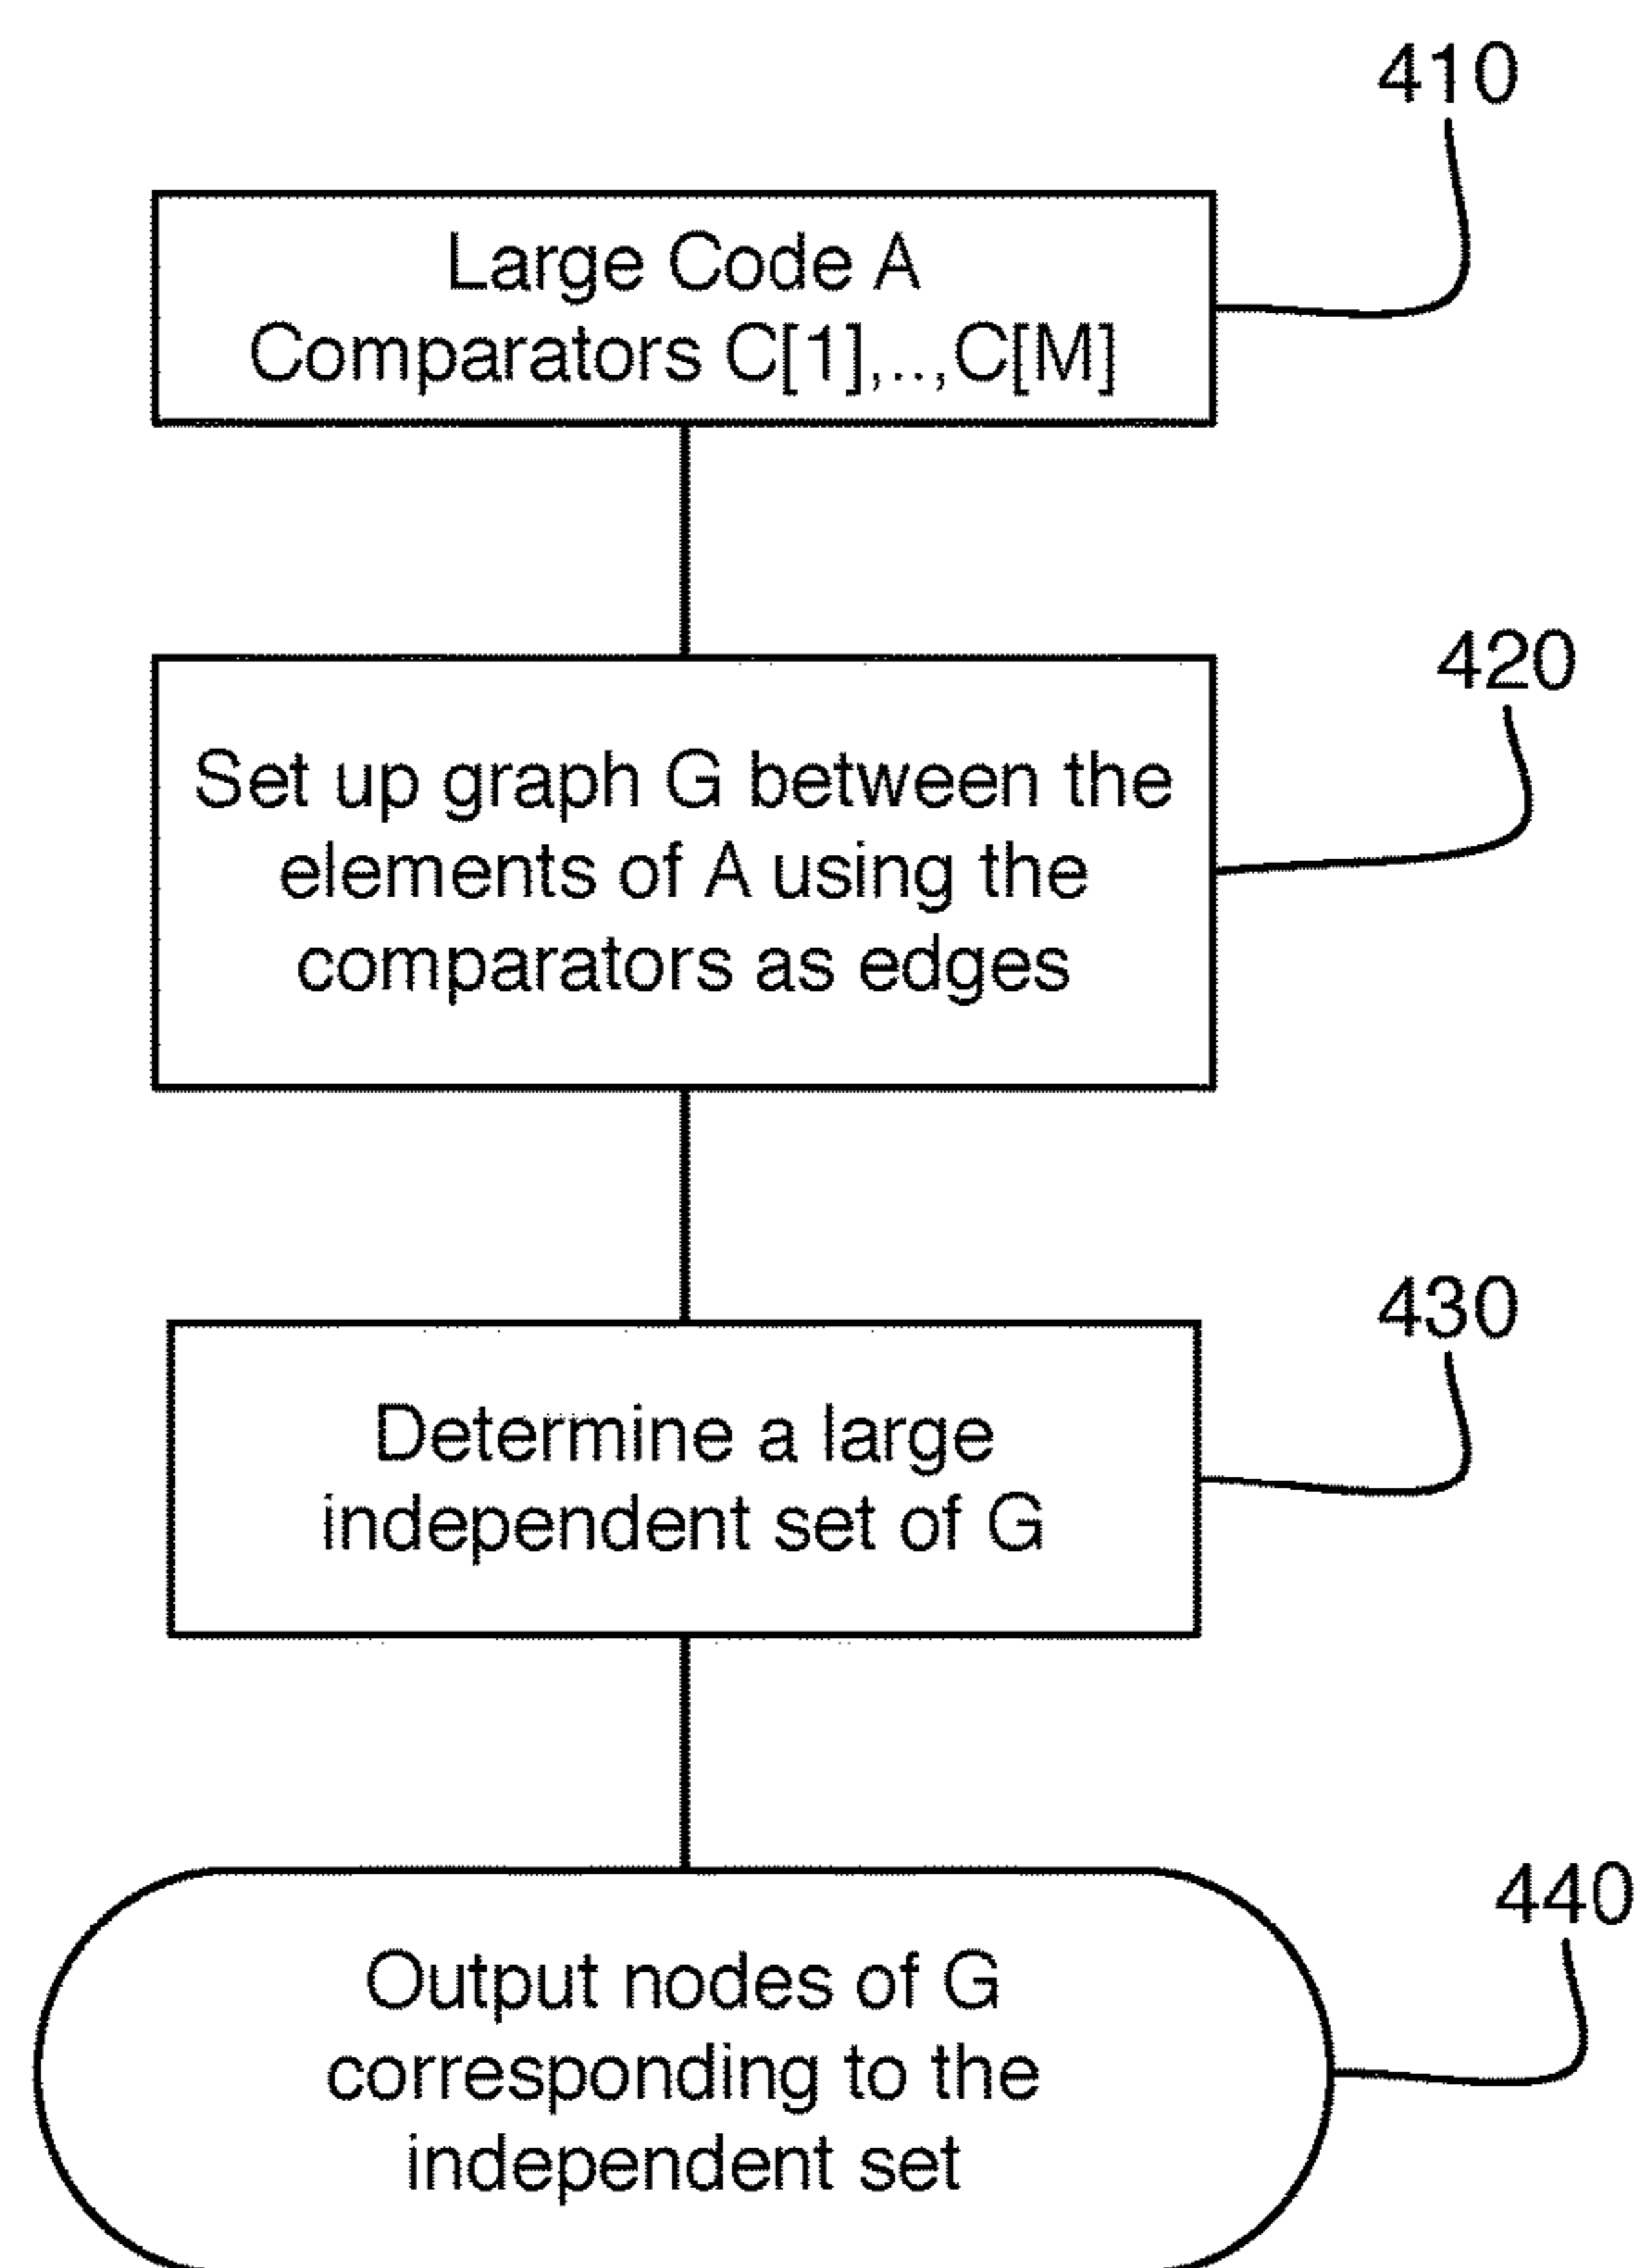 410
Large Code A
Comparators C[1],..,C[M]
420
Set up graph G between the
elements of A using the
comparators as edges
430
Determine a large
independent set of G
440
Output nodes of G
corresponding to the
independent set